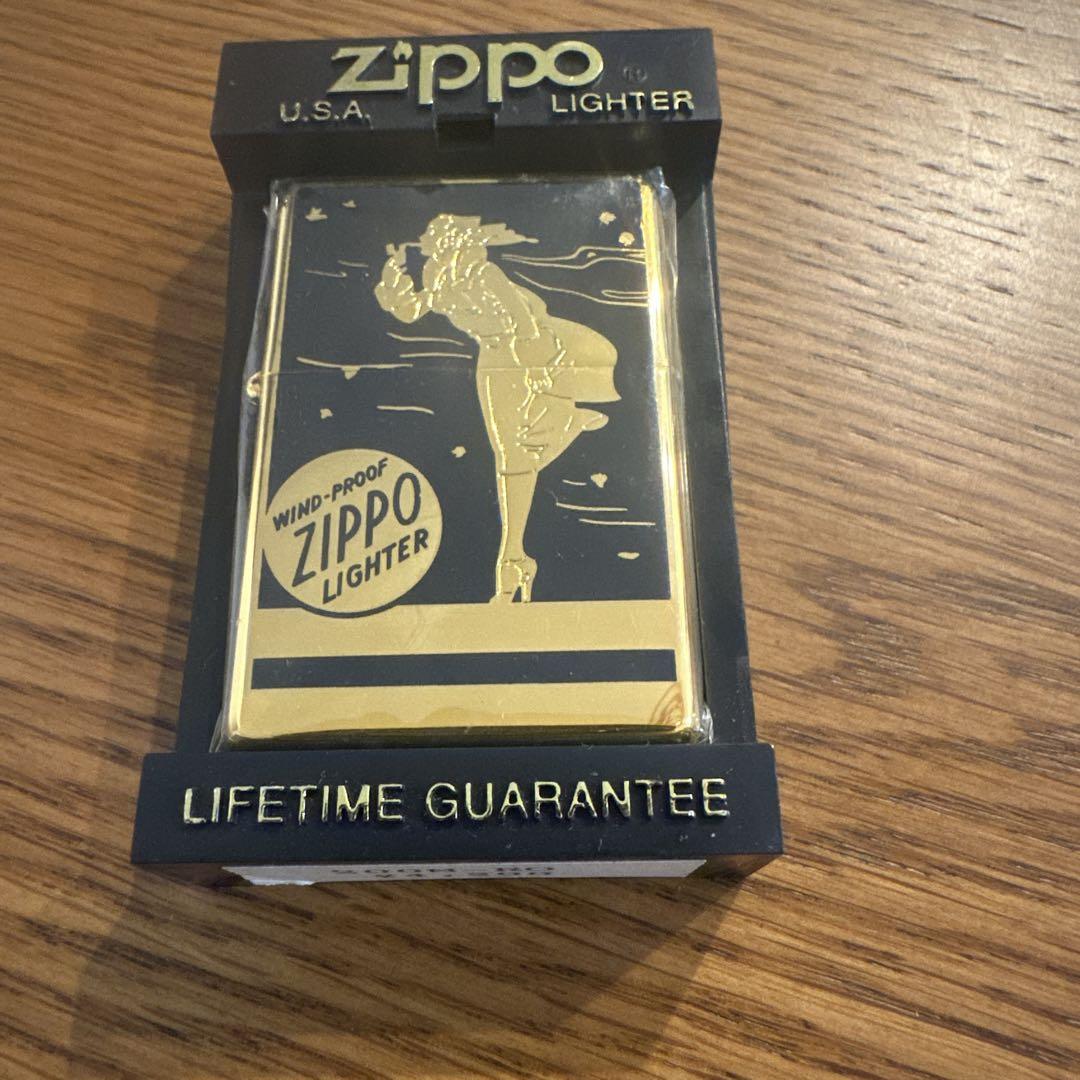 Zippo ®
U.S.A. LIGHTER
WIND-PROOF
ZIPPO
LIGHTER
LIFETIME GUARANTEE